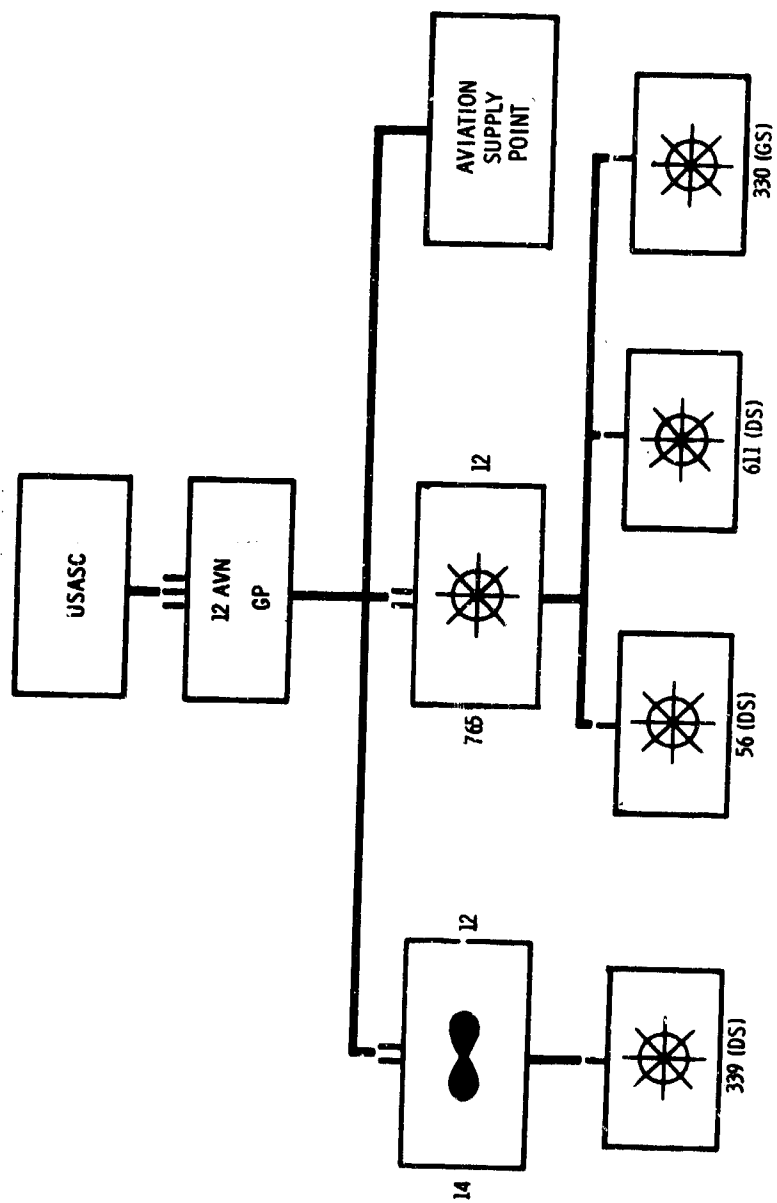 USASC
12 AVN
GP
AVIATION
SUPPLY
POINT
14
12
765
12
339 (DS)
56 (DS)
611 (DS)
330 (GS)